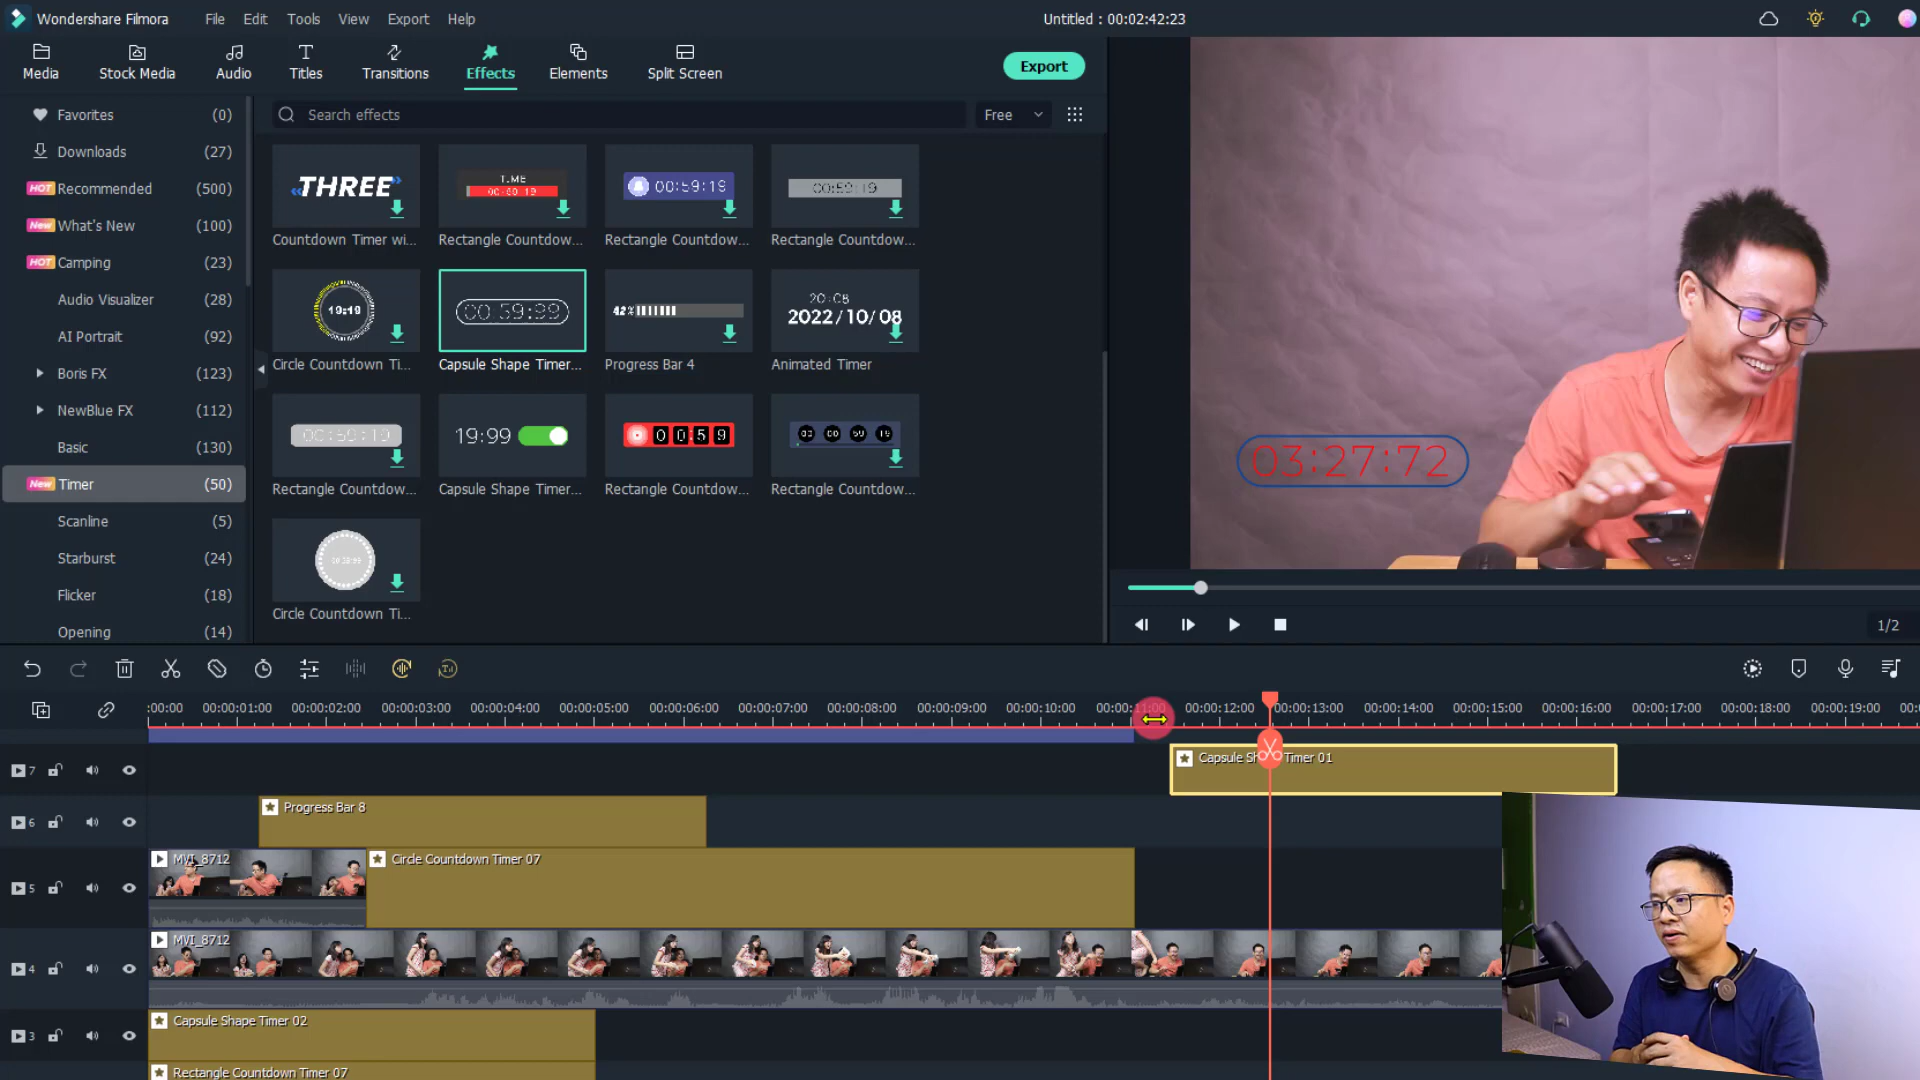 Wondershare Filmora File Edit Tools View Export Help Untitled : 00:02:42:23
Media Stock Media Audio Titles Transitions Effects Elements Split Screen Export
Favorites (0)
Downloads (27)
HOT Recommended (500)
New What's New (100)
HOT Camping (23)
Audio Visualizer (28)
AI Portrait (92)
Boris FX (123)
NewBlue FX (112)
Basic (130)
New Timer (50)
Scanline (5)
Starburst (24)
Flicker (18)
Opening (14)
Search effects Free
THREE
Countdown Timer wi...
TIME
00:59:19
Rectangle Countdow...
00:59:19
Rectangle Countdow...
00:59:19
Rectangle Countdow...
19:19
Circle Countdown Ti...
00:59:99
Capsule Shape Timer...
42%
Progress Bar 4
20:08
2022/10/08
Animated Timer
00:59:19
Rectangle Countdow...
19:99
Capsule Shape Timer...
0 0:5 9
Rectangle Countdow...
00 00 59 19
Rectangle Countdow...
Circle Countdown Ti...
03:27:72
1/2
:00:00 00:00:01:00 00:00:02:00 00:00:03:00 00:00:04:00 00:00:05:00 00:00:06:00 00:00:07:00 00:00:08:00 00:00:09:00 00:00:10:00 00:00:11:00 00:00:12:00 00:00:13:00 00:00:14:00 00:00:15:00 00:00:16:00 00:00:17:00 00:00:18:00 00:00:19:00 00:0
7 Capsule Sh Timer 01
6 Progress Bar 8
5 MVI_8712 Circle Countdown Timer 07
4 MVI_8712
3 Capsule Shape Timer 02
Rectangle Countdown Timer 07